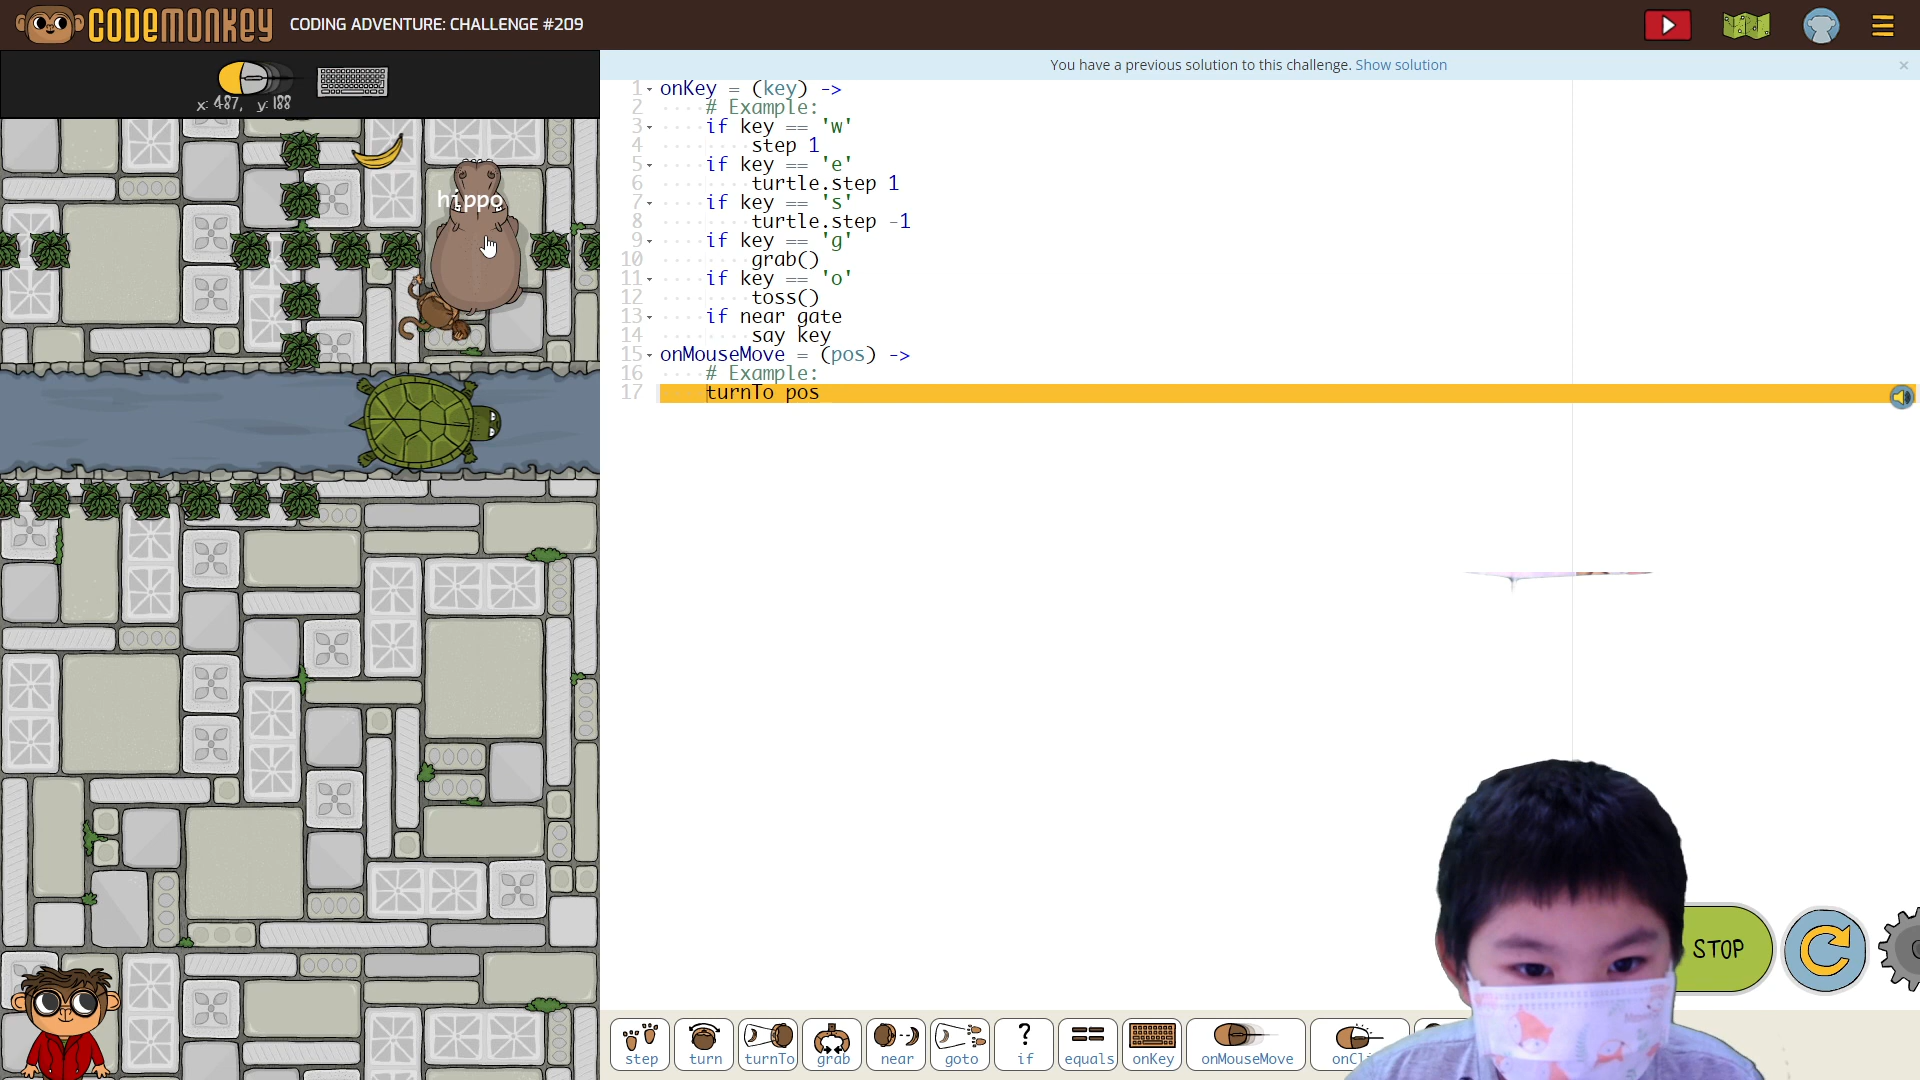 CODEMONKEY CODING ADVENTURE: CHALLENGE #209
x: 487, y: 188
You have a previous solution to this challenge. Show solution ×
1 onKey = (key) ->
2 # Example:
3 if key == 'w'
4 step 1
5 if key == 'e'
6 turtle.step 1
7 if key == 's'
8 turtle.step -1
9 if key == 'g'
10 grab()
11 if key == 'o'
12 toss()
13 if near gate
14 say key
15 onMouseMove = (pos) ->
16 # Example:
17 turnTo pos
hippo
STOP
step turn turnTo grab near goto if equals onKey onMouseMove